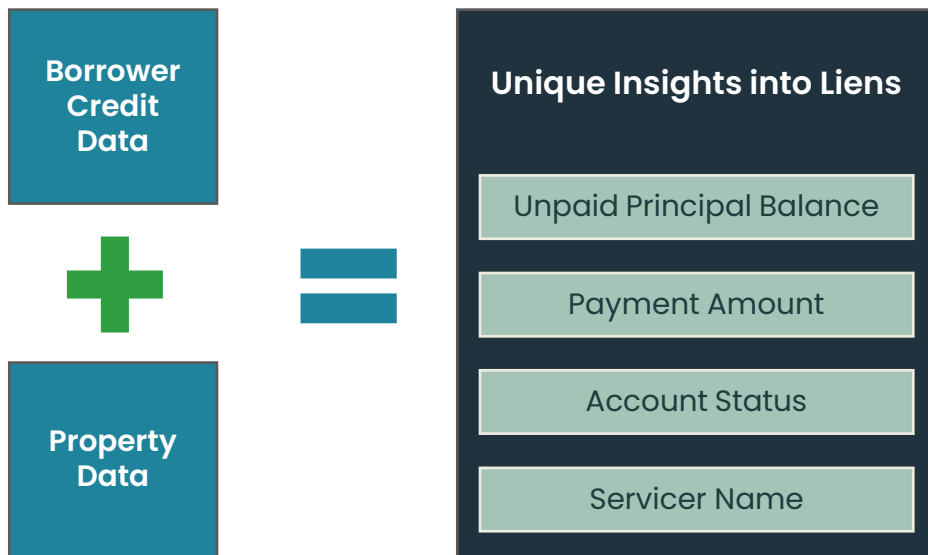 Borrower
Credit
Data
Property
Data
Unique Insights into Liens
Unpaid Principal Balance
Payment Amount
Account Status
Servicer Name